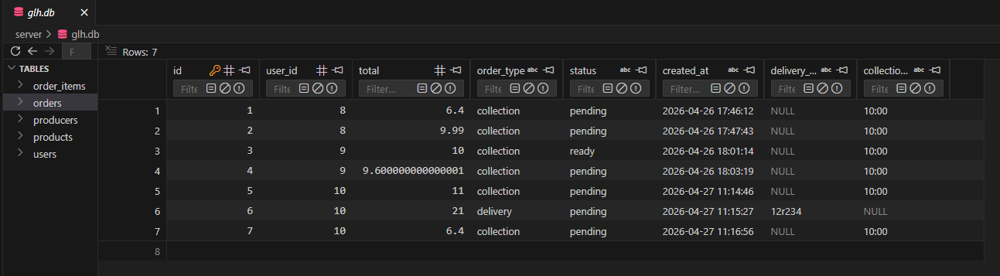 glh.db
server > glh.db
F Rows: 7
TABLES
order_items
orders
producers
products
users
id user_id total order_type abc status abc created_at abc delivery_... abc collectio... abc
Filte Filte Filter... Filte Filter Filter... Filte Filte
1 1 8 6.4 collection pending 2026-04-26 17:46:12 NULL 10:00
2 2 8 9.99 collection pending 2026-04-26 17:47:43 NULL 10:00
3 3 9 10 collection ready 2026-04-26 18:01:14 NULL 10:00
4 4 9 9.600000000000001 collection pending 2026-04-26 18:03:19 NULL 10:00
5 5 10 11 collection pending 2026-04-27 11:14:46 NULL 10:00
6 6 10 21 delivery pending 2026-04-27 11:15:27 12r234 NULL
7 7 10 6.4 collection pending 2026-04-27 11:16:56 NULL 10:00
8